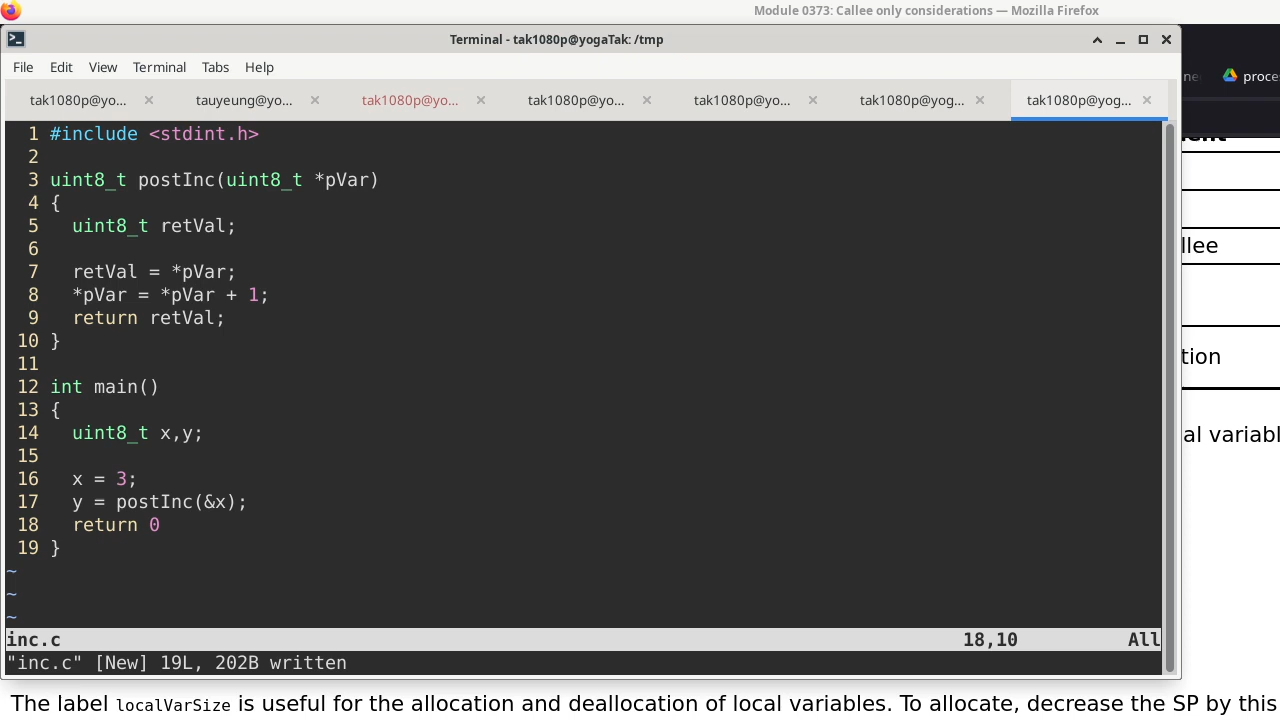 Module 0373: Callee only considerations — Mozilla Firefox
Terminal - tak1080p@yogaTak: /tmp
File Edit View Terminal Tabs Help
tak1080p@yo... tauyeung@yo... tak1080p@yo... tak1080p@yo... tak1080p@yo... tak1080p@yog... tak1080p@yog...
1 #include <stdint.h>
2
3 uint8_t postInc(uint8_t *pVar)
4 {
5   uint8_t retVal;
6
7   retVal = *pVar;
8   *pVar = *pVar + 1;
9   return retVal;
10 }
11
12 int main()
13 {
14   uint8_t x,y;
15
16   x = 3;
17   y = postInc(&x);
18   return 0
19 }
~
~
~
inc.c 18,10 All
"inc.c" [New] 19L, 202B written
ne
proce
llee
tion
al variabl
The label localVarSize is useful for the allocation and deallocation of local variables. To allocate, decrease the SP by this